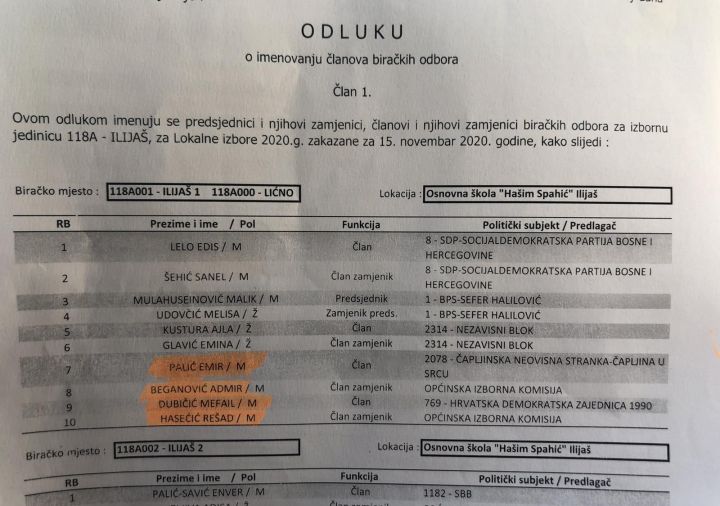 ODLUKU
o imenovanju članova biračkih odbora
Član 1.
Ovom odlukom imenuju se predsjednici i njihovi zamjenici, članovi i njihovi zamjenici biračkih odbora za izbornu
jedinicu 118A - ILIJAŠ, za Lokalne izbore 2020.g. zakazane za 15. novembar 2020. godine, kako slijedi :
Biračko mjesto : 118A001 - ILIJAŠ 1 118A000 - LIČNO Lokacija : Osnovna škola "Hašim Spahić" Ilijaš
RB Prezime i ime / Pol Funkcija Politički subjekt / Predlagač
1 LELO EDIS / M Član 8 - SDP-SOCIJALDEMOKRATSKA PARTIJA BOSNE I
HERCEGOVINE
2 ŠEHIĆ SANEL / M Član zamjenik 8 - SDP-SOCIJALDEMOKRATSKA PARTIJA BOSNE I
HERCEGOVINE
3 MULAHUSEINOVIĆ MALIK / M Predsjednik 1 - BPS-SEFER HALILOVIĆ
4 UDOVČIĆ MELISA / Ž Zamjenik preds. 1 - BPS-SEFER HALILOVIĆ
5 KUSTURA AJLA / Ž Član 2314 - NEZAVISNI BLOK
6 GLAVIĆ EMINA / Ž Član zamjenik 2314 - NEZAVISNI BLOK
7 PALIĆ EMIR / M Član 2078 - ČAPLJINSKA NEOVISNA STRANKA-ČAPLJINA U
SRCU
8 BEGANOVIĆ ADMIR / M Član zamjenik OPĆINSKA IZBORNA KOMISIJA
9 DUBIČIĆ MEFAIL / M Član 769 - HRVATSKA DEMOKRATSKA ZAJEDNICA 1990
10 HASEČIĆ REŠAD / M Član zamjenik OPĆINSKA IZBORNA KOMISIJA
Biračko mjesto : 118A002 - ILIJAŠ 2 Lokacija : Osnovna škola "Hašim Spahić" Ilijaš
RB Prezime i ime / Pol Funkcija Politički subjekt / Predlagač
1 PALIĆ-SAVIĆ ENVER / M Član 1182 - SBB